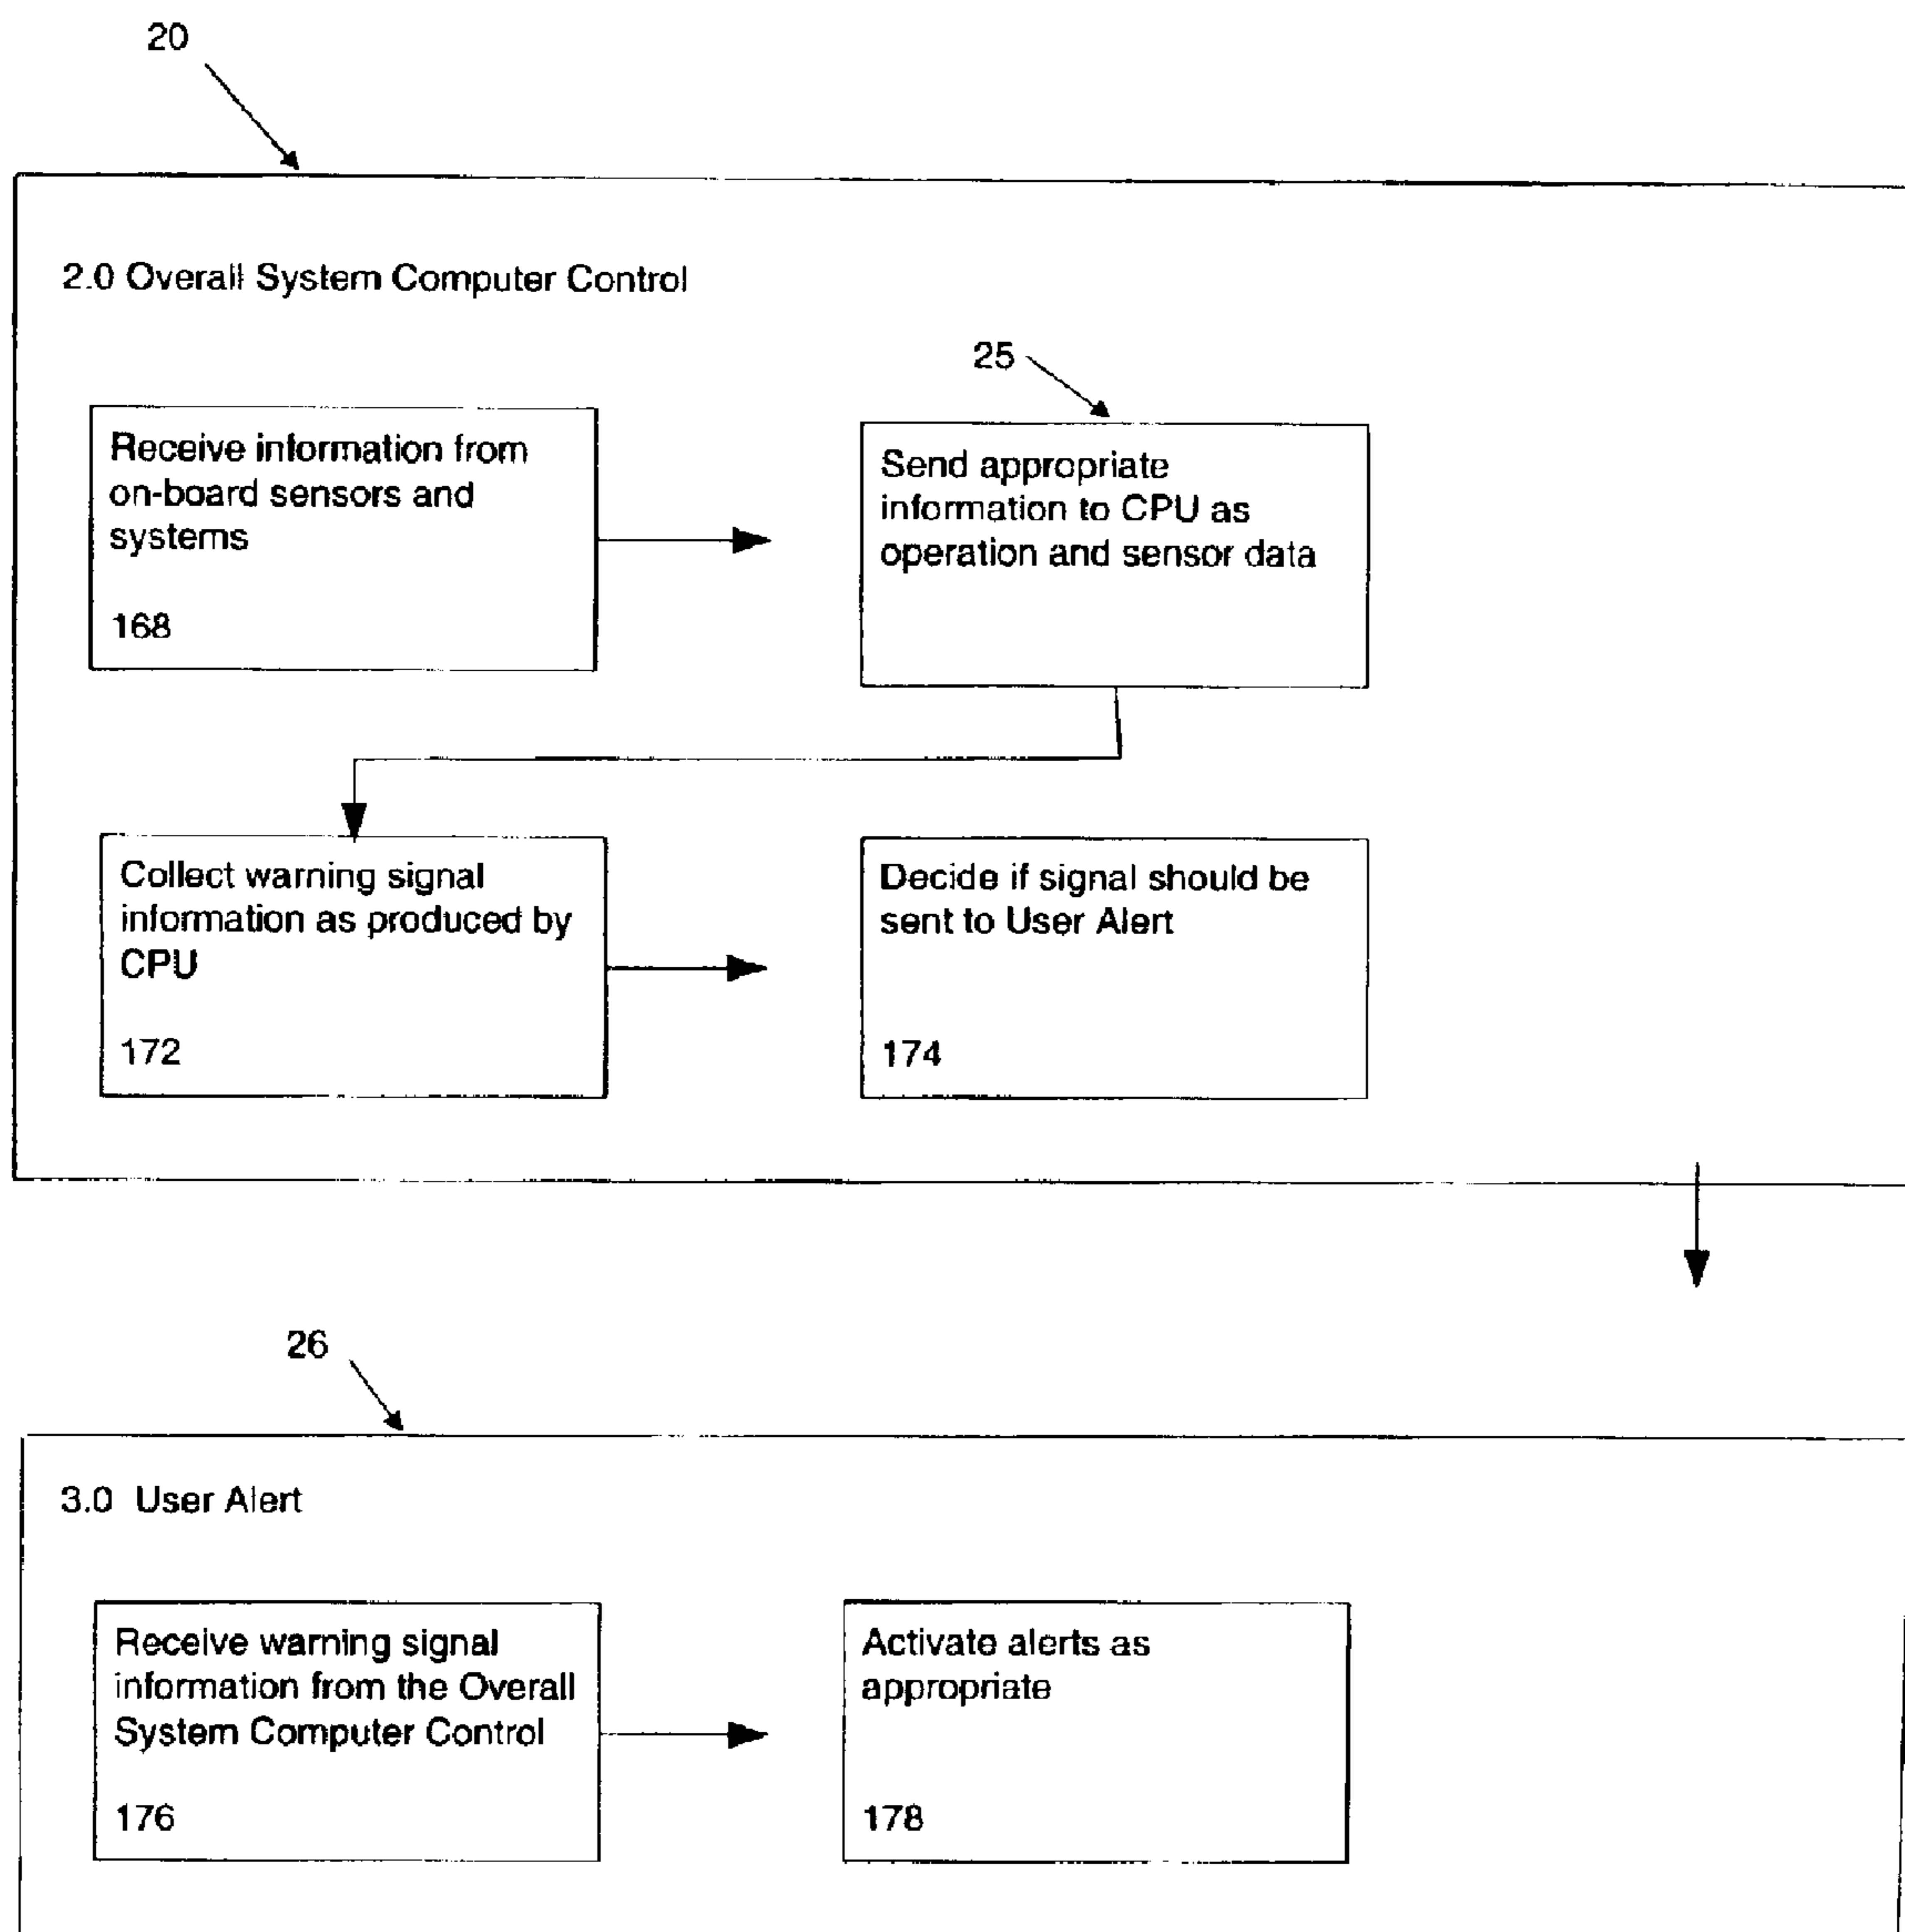 20
2.0 Overall System Computer Control
25
Receive information from
on-board sensors and
systems
168
Send appropriate
information to CPU as
operation and sensor data
Collect warning signal
information as produced by
CPU
172
Decide if signal should be
sent to User Alert
174
26
3.0 User Alert
Receive warning signal
information from the Overall
System Computer Control
176
Activate alerts as
appropriate
178